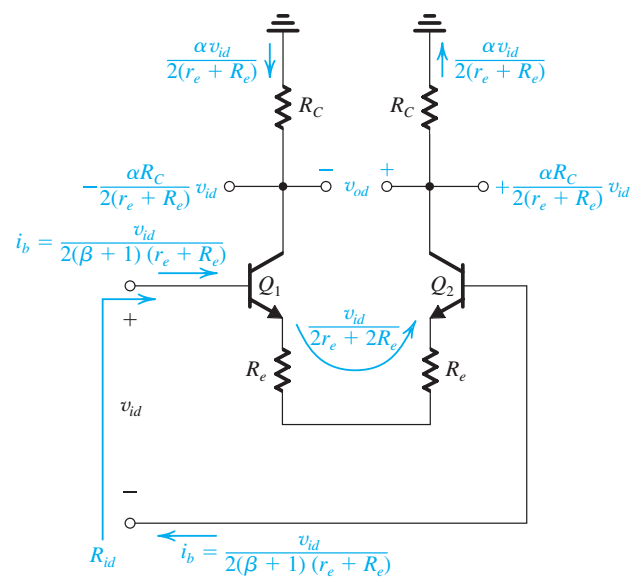 αv_id / 2(r_e + R_e)
αv_id / 2(r_e + R_e)
R_C
R_C
− αR_C / 2(r_e + R_e) v_id
− v_od +
+ αR_C / 2(r_e + R_e) v_id
i_b = v_id / 2(β + 1) (r_e + R_e)
Q_1
Q_2
+
v_id / 2r_e + 2R_e
R_e
R_e
v_id
−
R_id
i_b = v_id / 2(β + 1) (r_e + R_e)